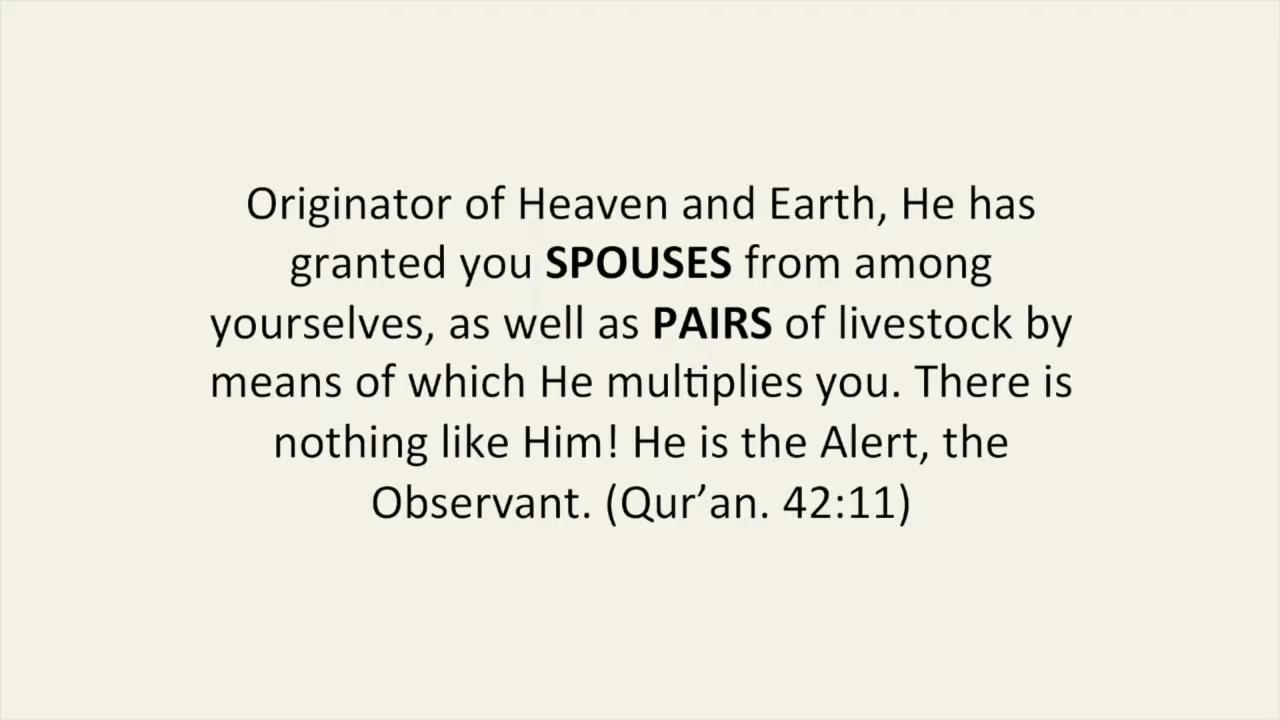 Originator of Heaven and Earth, He has
granted you SPOUSES from among
yourselves, as well as PAIRS of livestock by
means of which He multiplies you. There is
nothing like Him! He is the Alert, the
Observant. (Qur’an. 42:11)